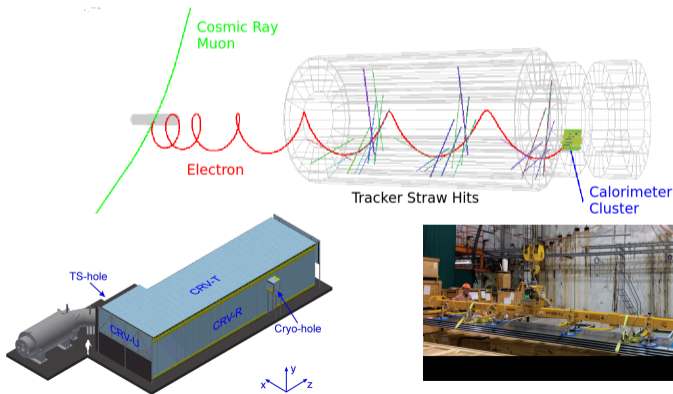 Cosmic Ray
Muon
Electron
Tracker Straw Hits
Calorimeter
Cluster
TS-hole
CRV-T
CRV-U
CRV-R
Cryo-hole
y
x
z